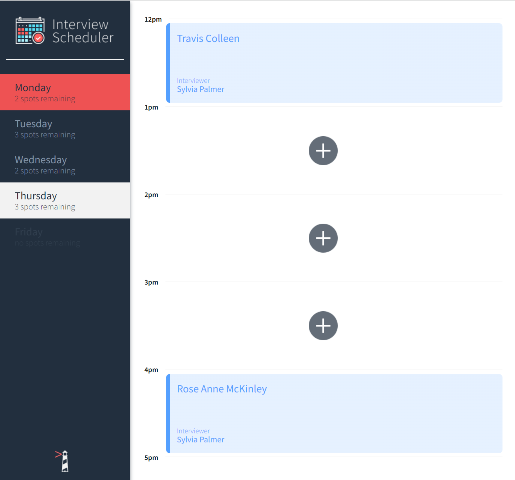 Interview
Scheduler
Monday
2 spots remaining
Tuesday
3 spots remaining
Wednesday
2 spots remaining
Thursday
3 spots remaining
Friday
no spots remaining
12pm
Travis Colleen
Interviewer
Sylvia Palmer
1pm
2pm
3pm
4pm
Rose Anne McKinley
Interviewer
Sylvia Palmer
5pm